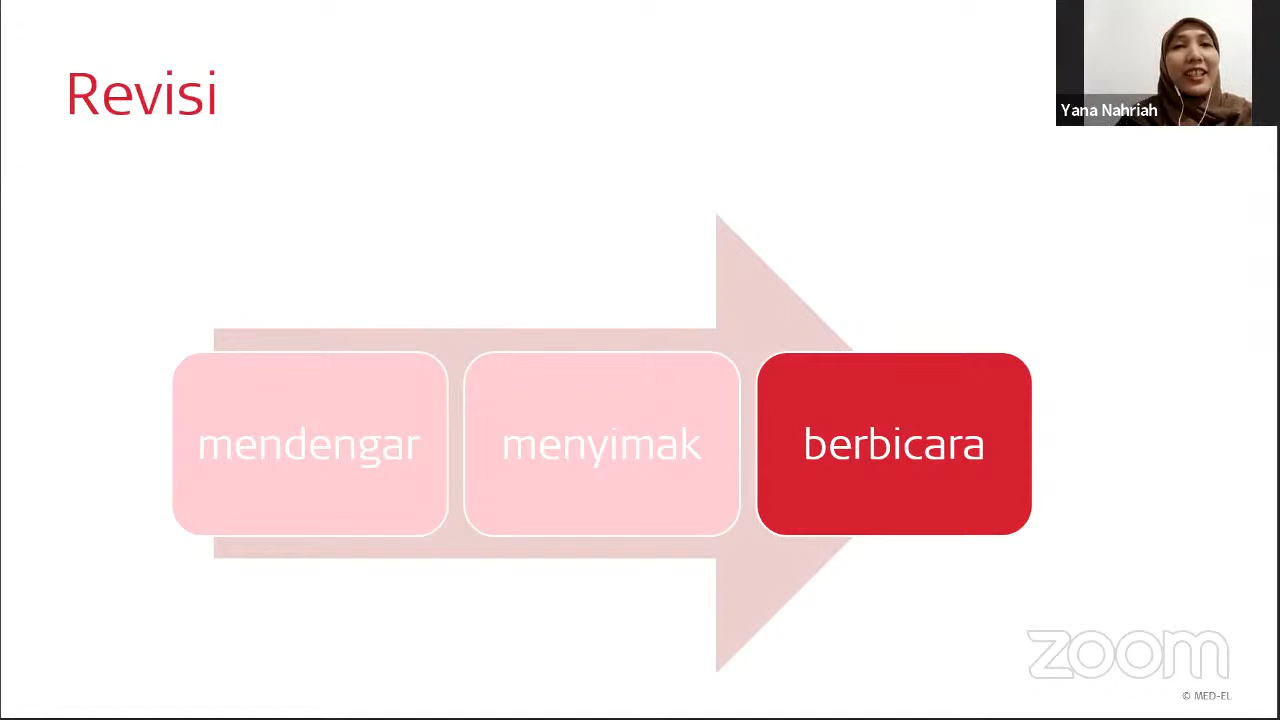 Revisi
Yana Nahriah
mendengar
menyimak
berbicara
zoom
© MED-EL